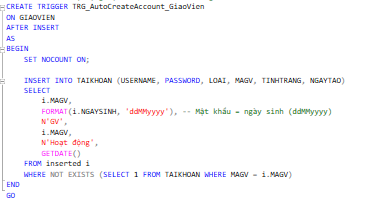 CREATE TRIGGER TRG_AutoCreateAccount_GiaoVien
ON GIAOVIEN
AFTER INSERT
AS
BEGIN
SET NOCOUNT ON;
INSERT INTO TAIKHOAN (USERNAME, PASSWORD, LOAI, MAGV, TINHTRANG, NGAYTAO)
SELECT
i.MAGV,
FORMAT(i.NGAYSINH, 'ddMMyyyy'), -- Mật khẩu = ngày sinh (ddMMyyyy)
N'GV',
i.MAGV,
N'Hoạt động',
GETDATE()
FROM inserted i
WHERE NOT EXISTS (SELECT 1 FROM TAIKHOAN WHERE MAGV = i.MAGV)
END
GO